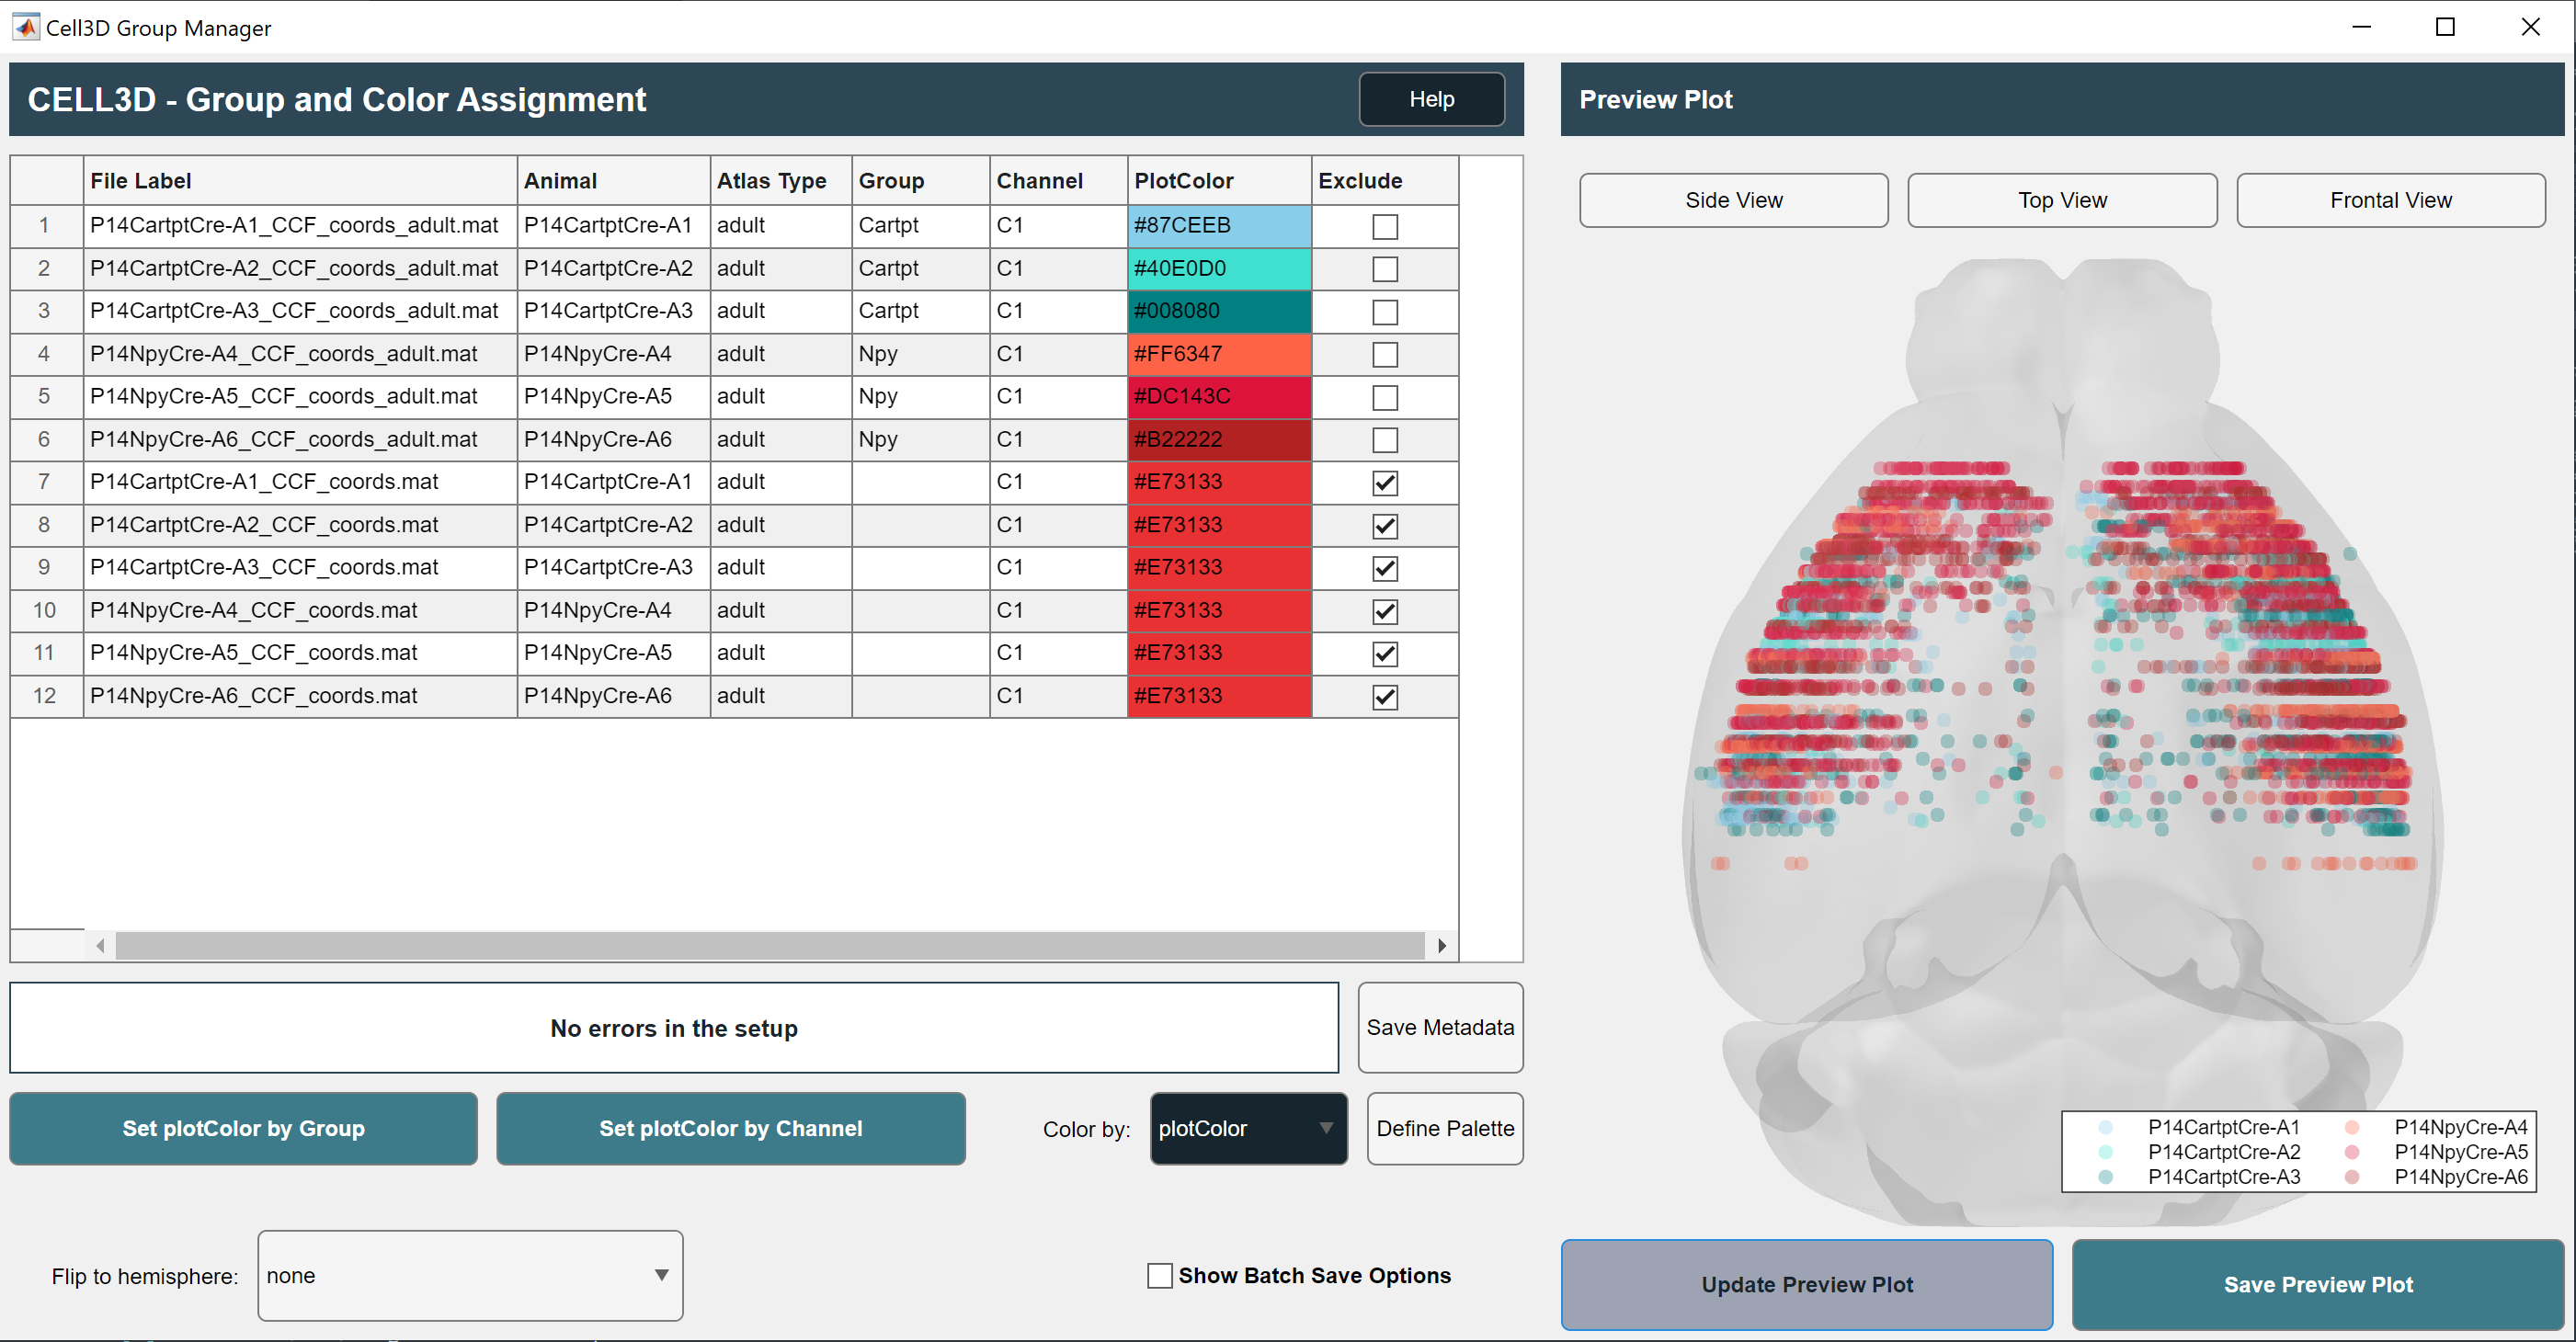 Cell3D Group Manager
CELL3D - Group and Color Assignment
Help
File Label Animal Atlas Type Group Channel PlotColor Exclude
1 P14CartptCre-A1_CCF_coords_adult.mat P14CartptCre-A1 adult Cartpt C1 #87CEEB
2 P14CartptCre-A2_CCF_coords_adult.mat P14CartptCre-A2 adult Cartpt C1 #40E0D0
3 P14CartptCre-A3_CCF_coords_adult.mat P14CartptCre-A3 adult Cartpt C1 #008080
4 P14NpyCre-A4_CCF_coords_adult.mat P14NpyCre-A4 adult Npy C1 #FF6347
5 P14NpyCre-A5_CCF_coords_adult.mat P14NpyCre-A5 adult Npy C1 #DC143C
6 P14NpyCre-A6_CCF_coords_adult.mat P14NpyCre-A6 adult Npy C1 #B22222
7 P14CartptCre-A1_CCF_coords.mat P14CartptCre-A1 adult C1 #E73133
8 P14CartptCre-A2_CCF_coords.mat P14CartptCre-A2 adult C1 #E73133
9 P14CartptCre-A3_CCF_coords.mat P14CartptCre-A3 adult C1 #E73133
10 P14NpyCre-A4_CCF_coords.mat P14NpyCre-A4 adult C1 #E73133
11 P14NpyCre-A5_CCF_coords.mat P14NpyCre-A5 adult C1 #E73133
12 P14NpyCre-A6_CCF_coords.mat P14NpyCre-A6 adult C1 #E73133
No errors in the setup
Save Metadata
Set plotColor by Group
Set plotColor by Channel
Color by: plotColor
Define Palette
Flip to hemisphere: none
Show Batch Save Options
Preview Plot
Side View
Top View
Frontal View
P14CartptCre-A1 P14NpyCre-A4
P14CartptCre-A2 P14NpyCre-A5
P14CartptCre-A3 P14NpyCre-A6
Update Preview Plot
Save Preview Plot